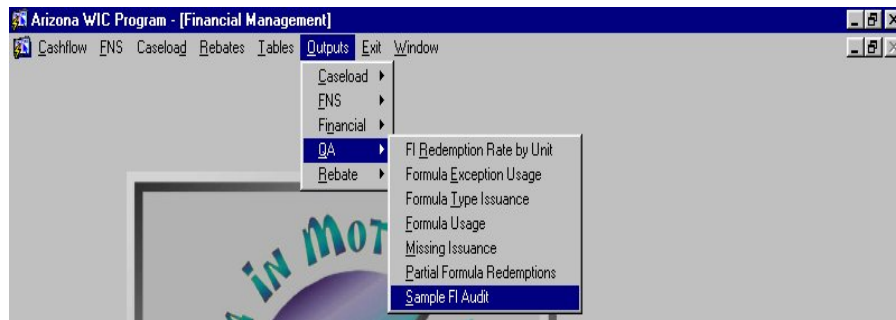 Arizona WIC Program - [Financial Management]
Cashflow FNS Caseload Rebates Tables Outputs Exit Window
Caseload
FNS
Financial
QA
Rebate
FI Redemption Rate by Unit
Formula Exception Usage
Formula Type Issuance
Formula Usage
Missing Issuance
Partial Formula Redemptions
Sample FI Audit
IN MOT